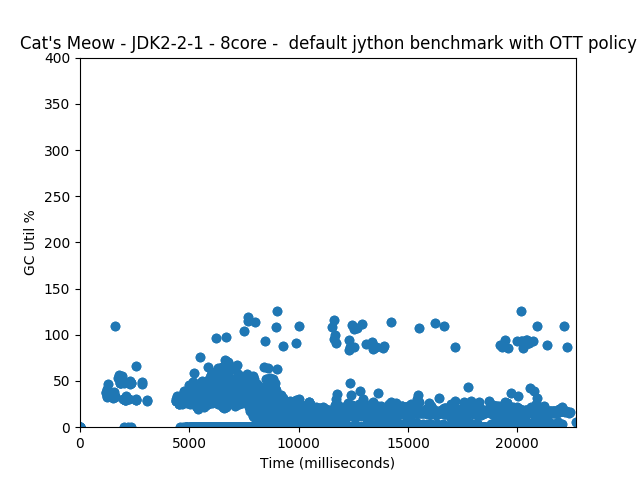 Cat's Meow - JDK2-2-1 - 8core -  default jython benchmark with OTT policy
400
350
300
250
200
150
100
50
0
GC Util %
0 5000 10000 15000 20000
Time (milliseconds)